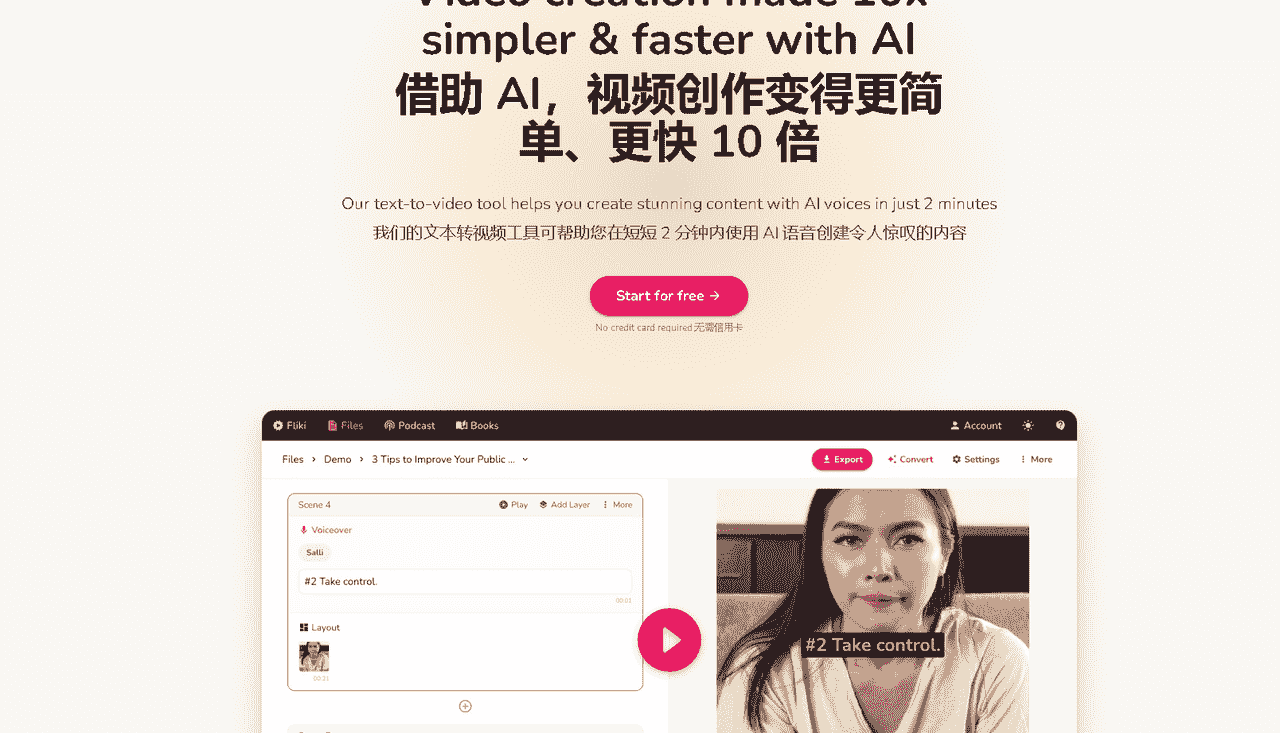 Video creation made 10x
simpler & faster with AI
借助 AI，视频创作变得更简
单、更快 10 倍
Our text-to-video tool helps you create stunning content with AI voices in just 2 minutes
我们的文本转视频工具可帮助您在短短 2 分钟内使用 AI 语音创建令人惊叹的内容
Start for free →
No credit card required 无需信用卡
Fliki Files Podcast Books Account
Files > Demo > 3 Tips to Improve Your Public ... Export Convert Settings More
Scene 4 Play Add Layer More
Voiceover
Salli
#2 Take control.
00:01
Layout
00:21
#2 Take control.